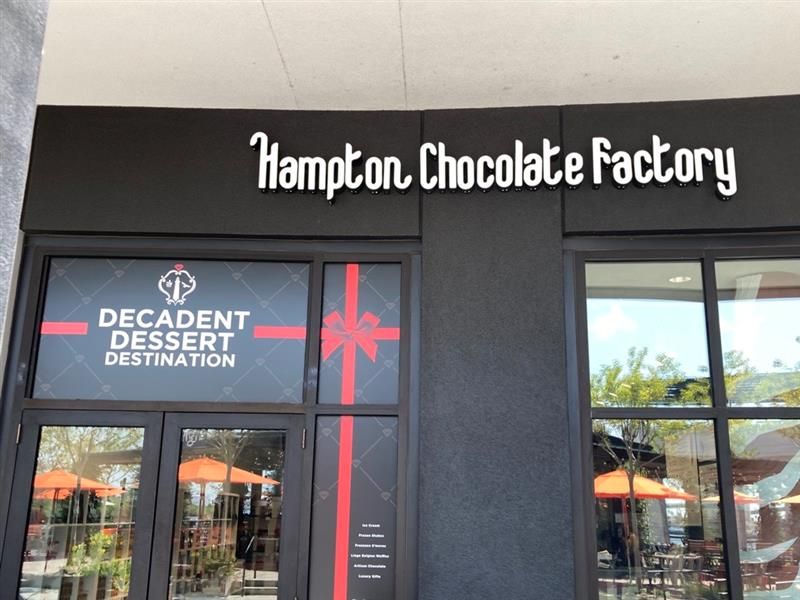 Hampton Chocolate Factory
DECADENT
DESSERT
DESTINATION
Ice Cream
Frozen Shakes
Liege Belgian Waffles
Artisan Chocolate
Luxury Gifts